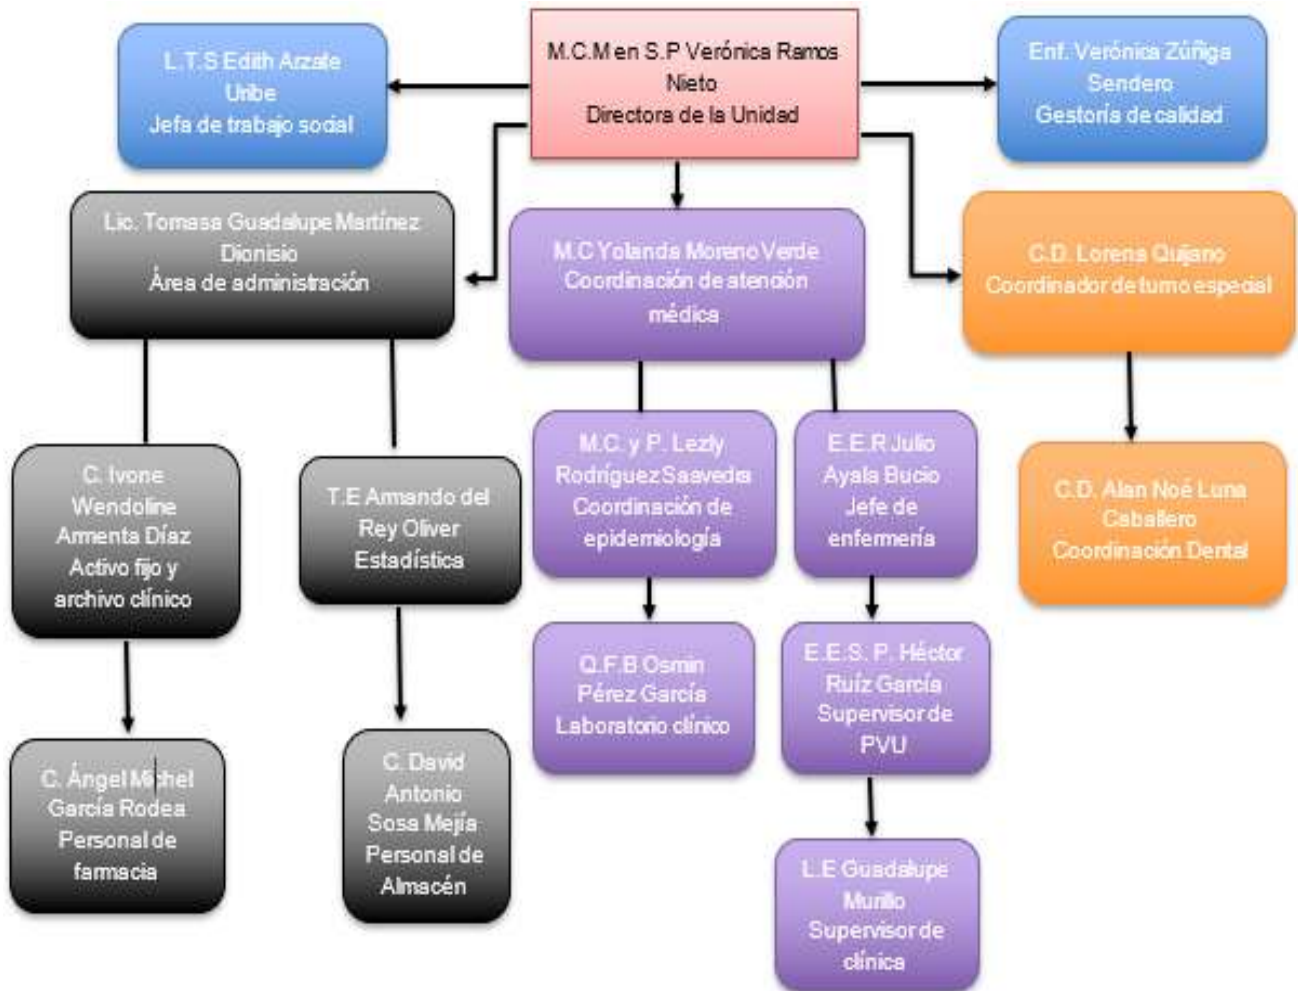 L.T.S Edith Arzate
Uribe
Jefa de trabajo social
M.C.M en S.P Verónica Ramos
Nieto
Directora de la Unidad
Enf. Verónica Zúñiga
Sendero
Gestoría de calidad
Lic. Tomasa Guadalupe Martínez
Dionisio
Área de administración
M.C Yolanda Moreno Verde
Coordinación de atención
médica
C.D. Lorena Quijano
Coordinador de turno especial
C. Ivone
Wendoline
Armenta Díaz
Activo fijo y
archivo clínico
T.E Armando del
Rey Oliver
Estadística
M.C. y P. Lezly
Rodríguez Saavedra
Coordinación de
epidemiología
E.E.R Julio
Ayala Bucio
Jefe de
enfermería
C.D. Alan Noé Luna
Caballero
Coordinación Dental
Q.F.B Osmin
Pérez García
Laboratorio clínico
E.E.S. P. Héctor
Ruíz García
Supervisor de
PVU
C. Ángel Michel
García Rodea
Personal de
farmacia
C. David
Antonio
Sosa Mejía
Personal de
Almacén
L.E Guadalupe
Murillo
Supervisor de
clínica